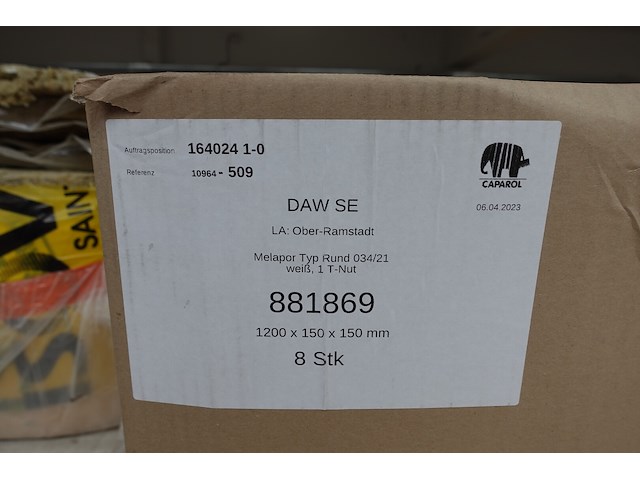 Auftragsposition 164024 1-0
Referenz 10964 - 509
CAPAROL
06.04.2023
DAW SE
LA: Ober-Ramstadt
Melapor Typ Rund 034/21
weiß, 1 T-Nut
881869
1200 x 150 x 150 mm
8 Stk
SAIN